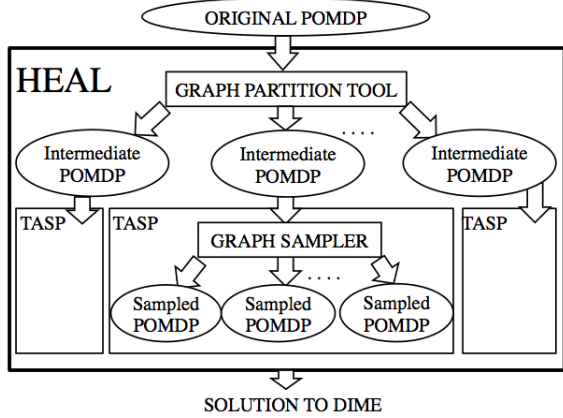 ORIGINAL POMDP
HEAL
GRAPH PARTITION TOOL
. . . .
Intermediate
POMDP
Intermediate
POMDP
Intermediate
POMDP
TASP
TASP
TASP
GRAPH SAMPLER
. . . .
Sampled
POMDP
Sampled
POMDP
Sampled
POMDP
SOLUTION TO DIME